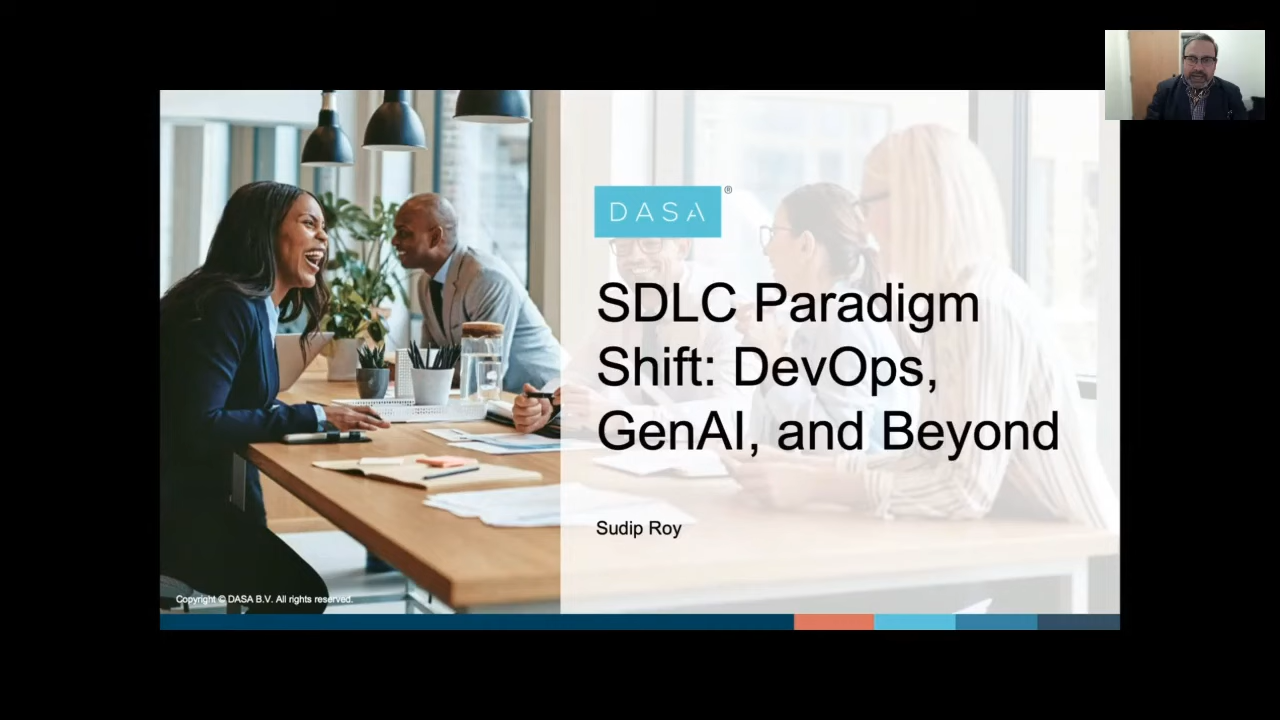 DASA®
SDLC Paradigm
Shift: DevOps,
GenAI, and Beyond
Sudip Roy
Copyright © DASA B.V. All rights reserved.